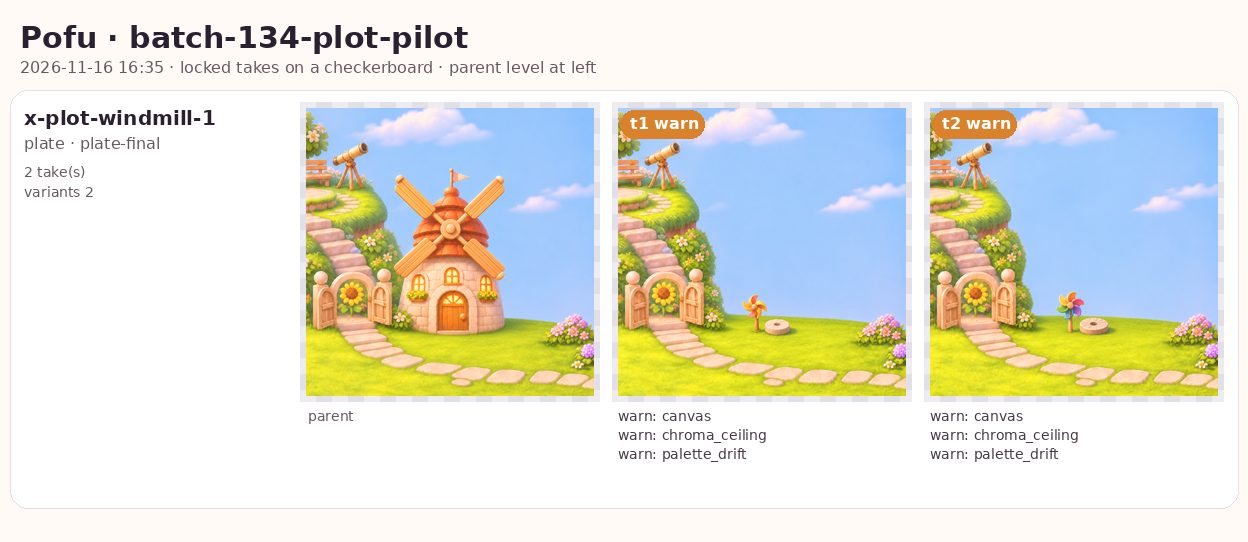 Pofu · batch-134-plot-pilot
2026-11-16 16:35 · locked takes on a checkerboard · parent level at left
x-plot-windmill-1
plate · plate-final
2 take(s)
variants 2
t1 warn
t2 warn
parent
warn: canvas
warn: chroma_ceiling
warn: palette_drift
warn: canvas
warn: chroma_ceiling
warn: palette_drift